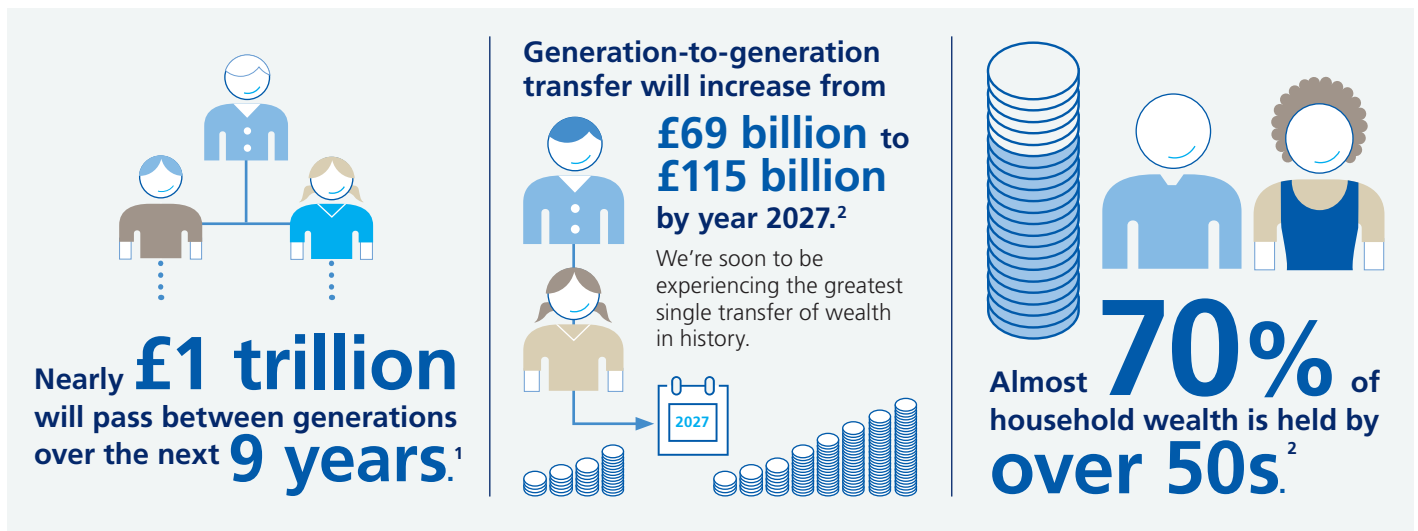 Nearly £1 trillion
will pass between generations
over the next 9 years.¹
Generation-to-generation
transfer will increase from
£69 billion to
£115 billion
by year 2027.²
We’re soon to be
experiencing the greatest
single transfer of wealth
in history.
2027
Almost 70% of
household wealth is held by
over 50s.²